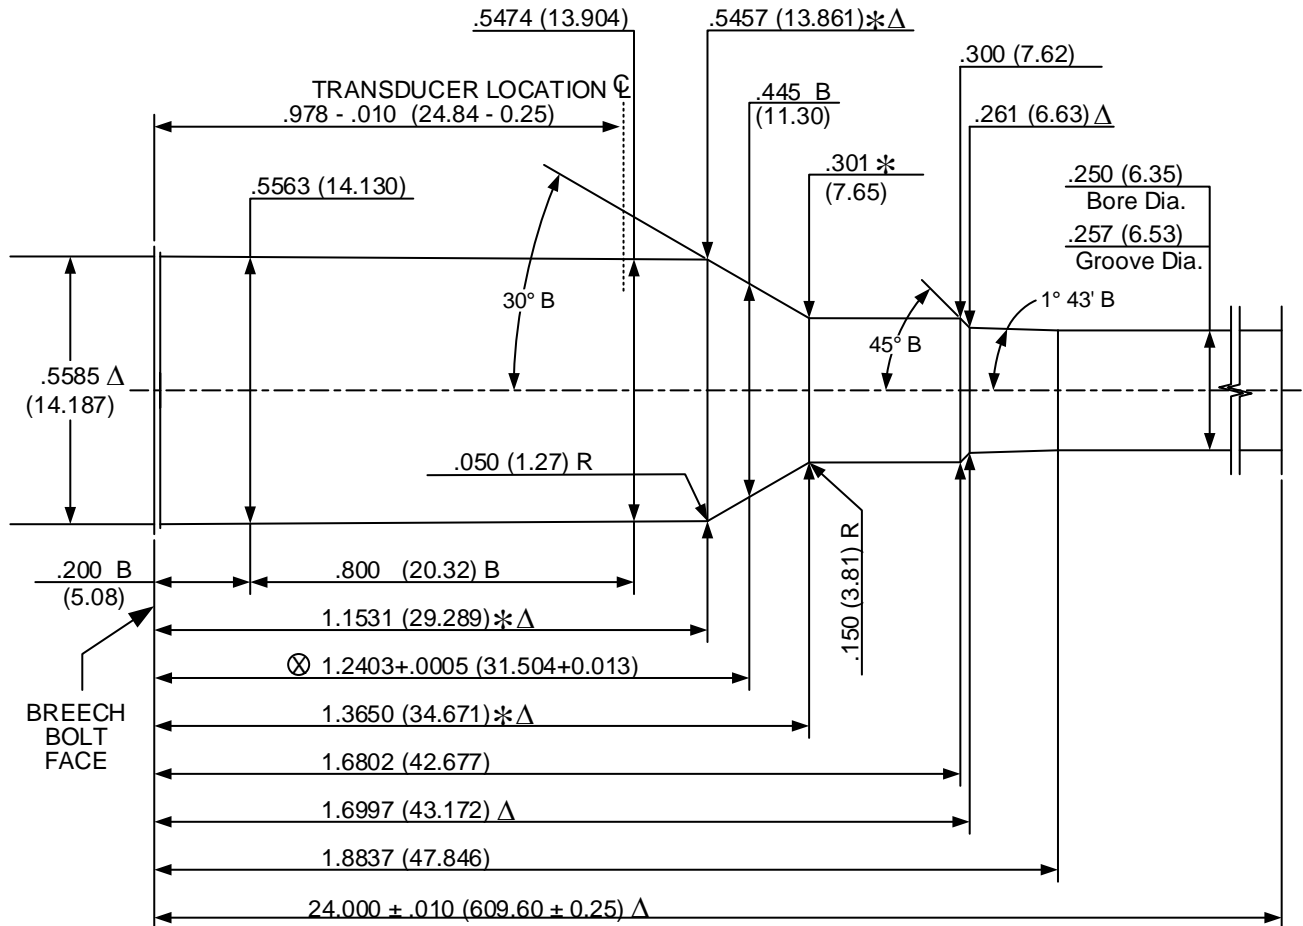 .5474 (13.904)
.5457 (13.861)*Δ
.300 (7.62)
TRANSDUCER LOCATION ℄
.978 - .010 (24.84 - 0.25)
.445 B
(11.30)
.261 (6.63) Δ
.301 *
(7.65)
.5563 (14.130)
.250 (6.35)
Bore Dia.
.257 (6.53)
Groove Dia.
30° B
1° 43' B
45° B
.5585 Δ
(14.187)
.050 (1.27) R
.150 (3.81) R
.200 B
(5.08)
.800 (20.32) B
1.1531 (29.289)*Δ
⊗ 1.2403+.0005 (31.504+0.013)
BREECH
BOLT
FACE
1.3650 (34.671)*Δ
1.6802 (42.677)
1.6997 (43.172) Δ
1.8837 (47.846)
24.000 ± .010 (609.60 ± 0.25) Δ